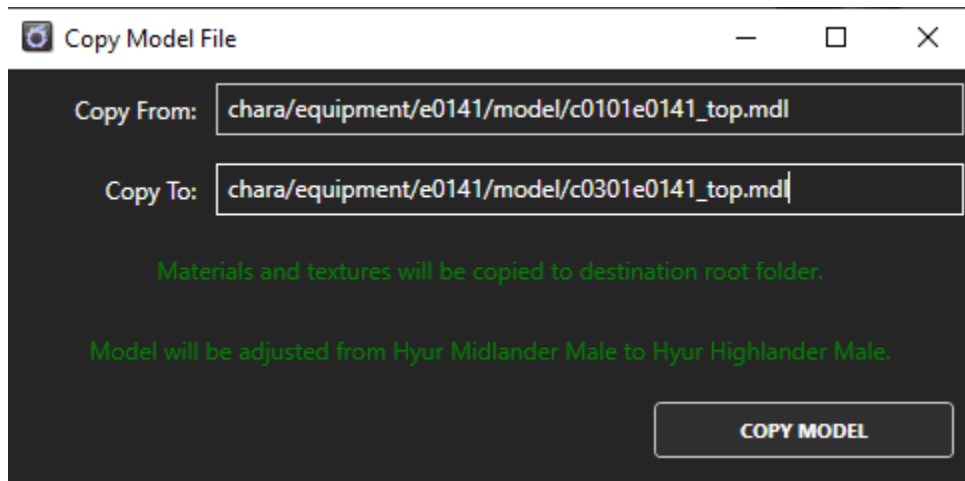 Copy Model File
Copy From: chara/equipment/e0141/model/c0101e0141_top.mdl
Copy To: chara/equipment/e0141/model/c0301e0141_top.mdl
Materials and textures will be copied to destination root folder.
Model will be adjusted from Hyur Midlander Male to Hyur Highlander Male.
COPY MODEL